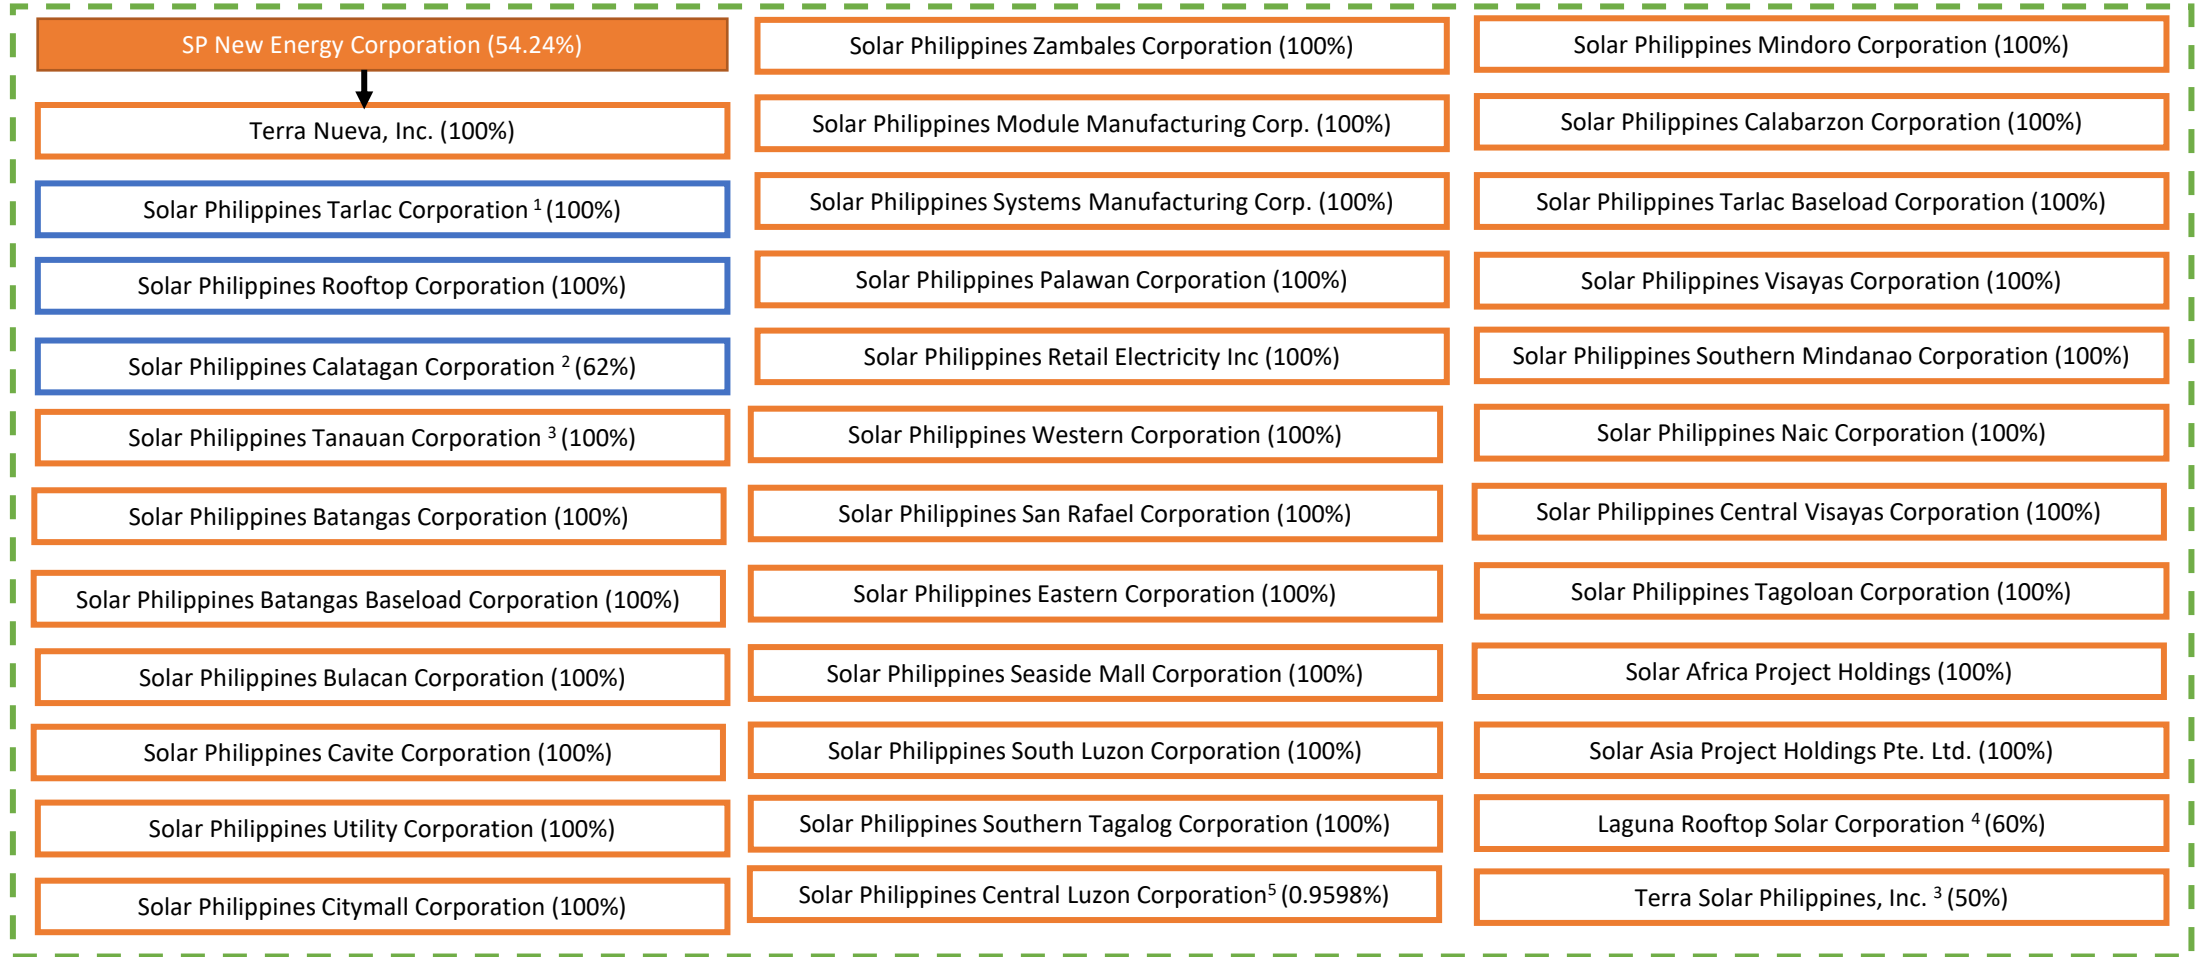 SP New Energy Corporation (54.24%)
Terra Nueva, Inc. (100%)
Solar Philippines Tarlac Corporation ¹ (100%)
Solar Philippines Rooftop Corporation (100%)
Solar Philippines Calatagan Corporation ² (62%)
Solar Philippines Tanauan Corporation ³ (100%)
Solar Philippines Batangas Corporation (100%)
Solar Philippines Batangas Baseload Corporation (100%)
Solar Philippines Bulacan Corporation (100%)
Solar Philippines Cavite Corporation (100%)
Solar Philippines Utility Corporation (100%)
Solar Philippines Citymall Corporation (100%)
Solar Philippines Zambales Corporation (100%)
Solar Philippines Module Manufacturing Corp. (100%)
Solar Philippines Systems Manufacturing Corp. (100%)
Solar Philippines Palawan Corporation (100%)
Solar Philippines Retail Electricity Inc (100%)
Solar Philippines Western Corporation (100%)
Solar Philippines San Rafael Corporation (100%)
Solar Philippines Eastern Corporation (100%)
Solar Philippines Seaside Mall Corporation (100%)
Solar Philippines South Luzon Corporation (100%)
Solar Philippines Southern Tagalog Corporation (100%)
Solar Philippines Central Luzon Corporation⁵ (0.9598%)
Solar Philippines Mindoro Corporation (100%)
Solar Philippines Calabarzon Corporation (100%)
Solar Philippines Tarlac Baseload Corporation (100%)
Solar Philippines Visayas Corporation (100%)
Solar Philippines Southern Mindanao Corporation (100%)
Solar Philippines Naic Corporation (100%)
Solar Philippines Central Visayas Corporation (100%)
Solar Philippines Tagoloan Corporation (100%)
Solar Africa Project Holdings (100%)
Solar Asia Project Holdings Pte. Ltd. (100%)
Laguna Rooftop Solar Corporation ⁴ (60%)
Terra Solar Philippines, Inc. ³ (50%)